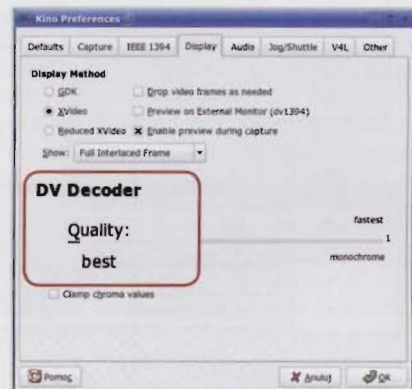 Kino Preferences
Defaults Capture IEEE 1394 Display Audio Jog/Shuttle V4L Other
Display Method
GDK Drop video frames as needed
XVideo Preview on External Monitor (dv1394)
Reduced XVideo Enable preview during capture
Show: Full Interlaced Frame
DV Decoder
Quality:
fastest
1
best
monochrome
Clamp chroma values
Pomoc Anuluj OK